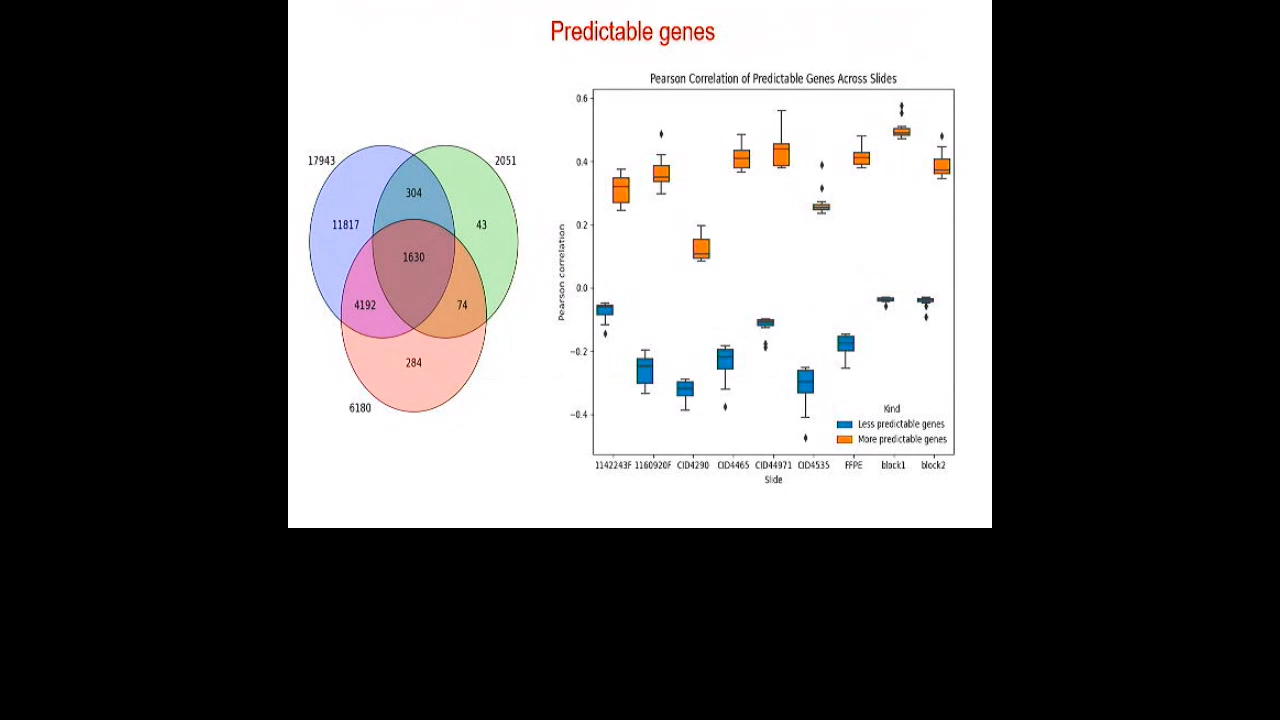 Predictable genes
17943
2051
304
11817
43
1630
4192
74
284
6180
Pearson Correlation of Predictable Genes Across Slides
0.6
0.4
0.2
0.0
−0.2
−0.4
Pearson correlation
Kind
Less predictable genes
More predictable genes
1142243F 1160920F CID4290 CID4465 CID44971 CID4535 FFPE block1 block2
Slide